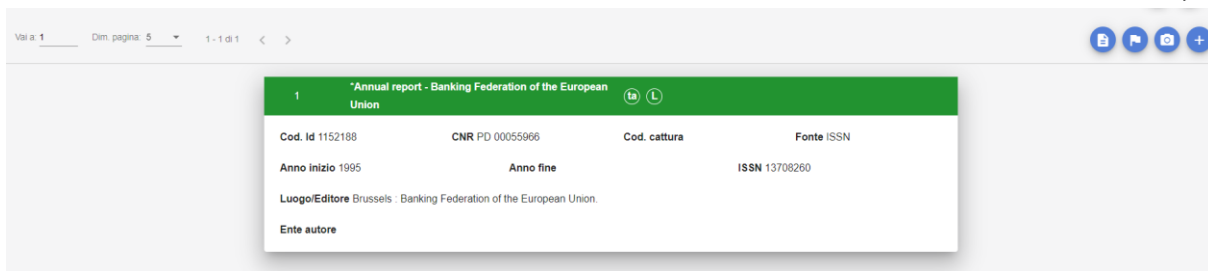 Vai a: 1 Dim. pagina: 5 1 - 1 di 1
1 *Annual report - Banking Federation of the European
Union ta L
Cod. Id 1152188 CNR PD 00055966 Cod. cattura Fonte ISSN
Anno inizio 1995 Anno fine ISSN 13708260
Luogo/Editore Brussels : Banking Federation of the European Union.
Ente autore